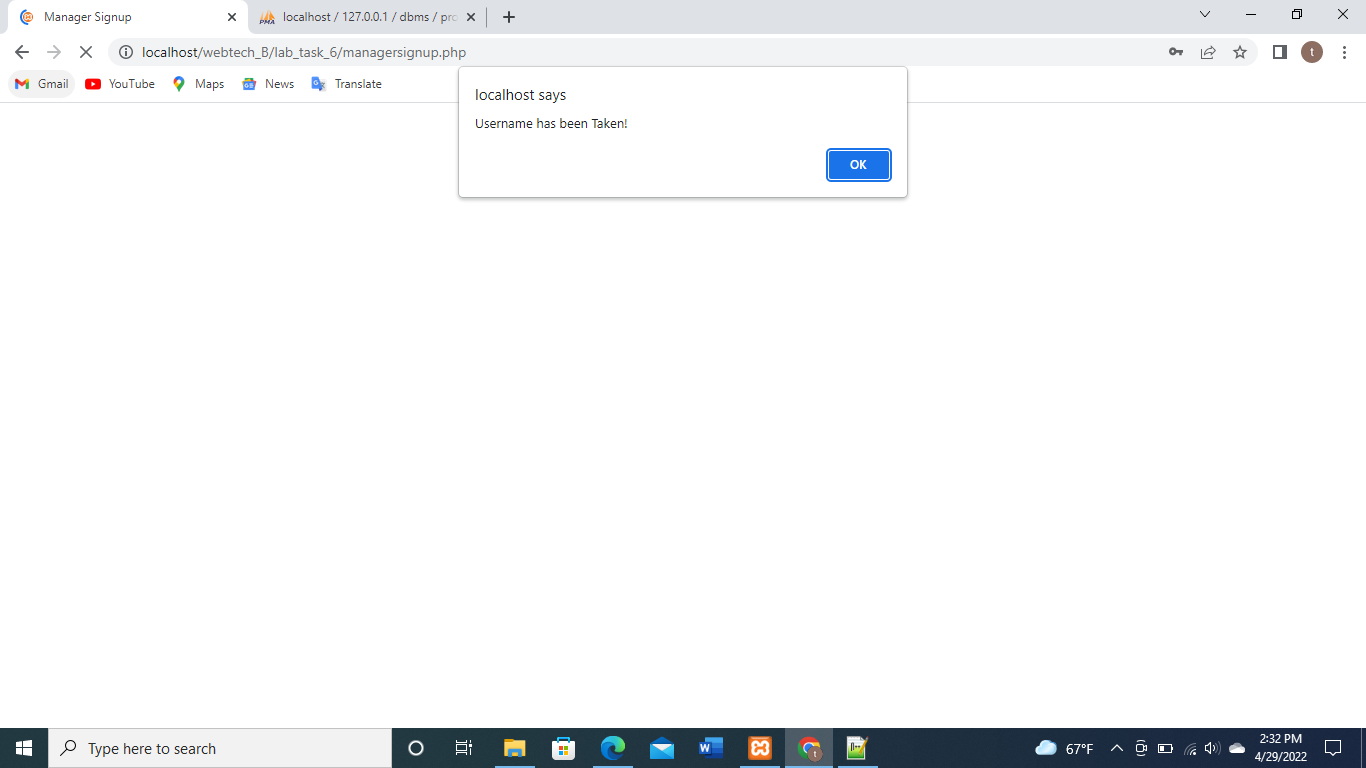 Manager Signup
localhost / 127.0.0.1 / dbms / pro
localhost/webtech_B/lab_task_6/managersignup.php
t
Gmail
YouTube
Maps
News
Translate
localhost says
Username has been Taken!
OK
Type here to search
67°F
2:32 PM
4/29/2022